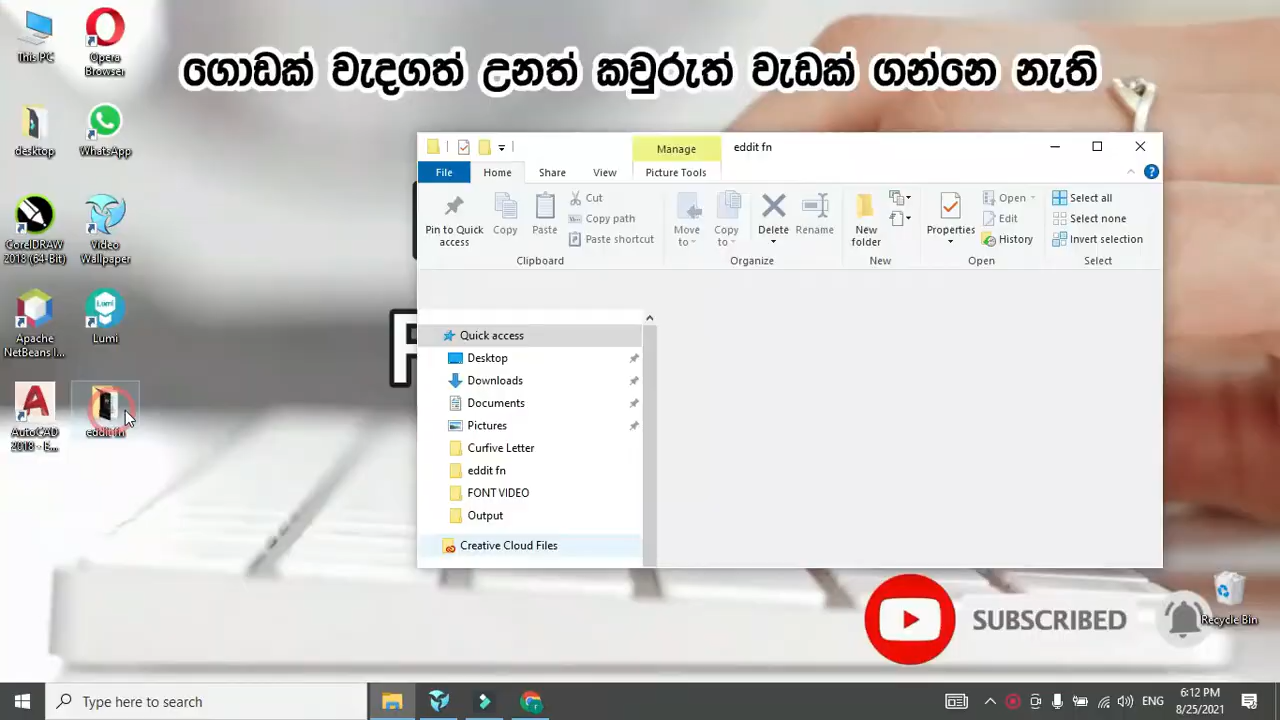 ගොඩක් වැදගත් උනත් කවුරුත් වැඩක් ගන්නෙ නැති
This PC
Opera Browser
desktop
WhatsApp
CorelDRAW 2018 (64-Bit)
Video Wallpaper
Apache NetBeans I...
Lumi
AutoCAD 2018 - E...
eddit fn
Manage
eddit fn
File
Home
Share
View
Picture Tools
Pin to Quick access
Copy
Paste
Cut
Copy path
Paste shortcut
Clipboard
Move to
Copy to
Delete
Rename
Organize
New folder
New
Properties
Open
Edit
History
Open
Select all
Select none
Invert selection
Select
Quick access
Desktop
Downloads
Documents
Pictures
Curfive Letter
eddit fn
FONT VIDEO
Output
Creative Cloud Files
SUBSCRIBED
Recycle Bin
Type here to search
ENG
6:12 PM
8/25/2021